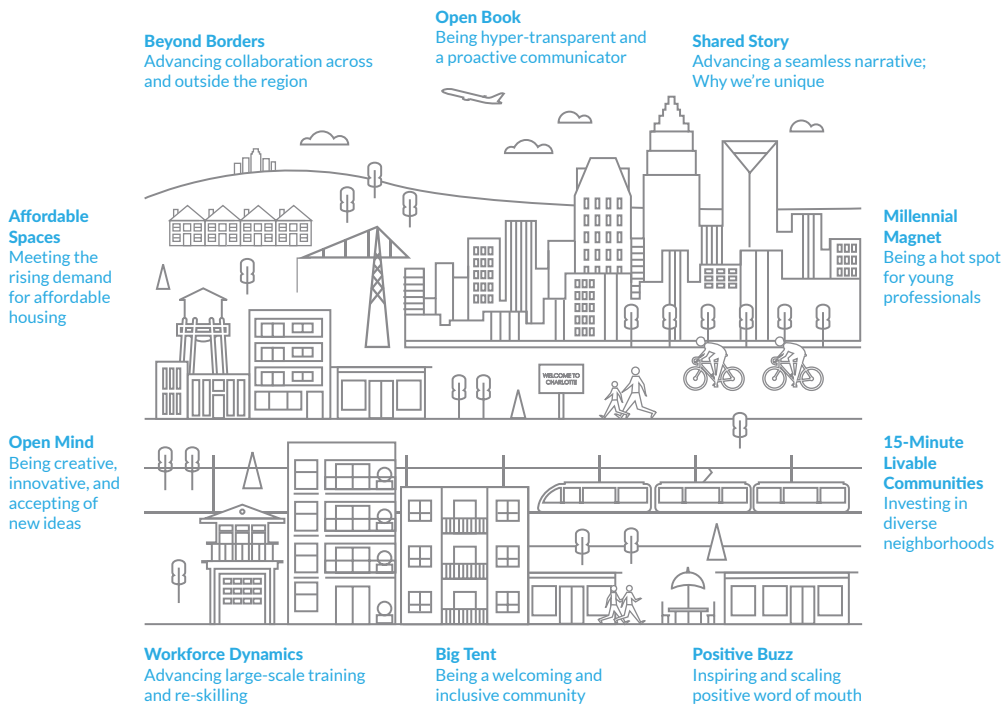 Open Book
Being hyper-transparent and
a proactive communicator
Beyond Borders
Advancing collaboration across
and outside the region
Shared Story
Advancing a seamless narrative;
Why we’re unique
Affordable
Spaces
Meeting the
rising demand
for affordable
housing
Millennial
Magnet
Being a hot spot
for young
professionals
WELCOME TO
CHARLOTTE
Open Mind
Being creative,
innovative, and
accepting of
new ideas
15-Minute
Livable
Communities
Investing in
diverse
neighborhoods
Workforce Dynamics
Advancing large-scale training
and re-skilling
Big Tent
Being a welcoming and
inclusive community
Positive Buzz
Inspiring and scaling
positive word of mouth